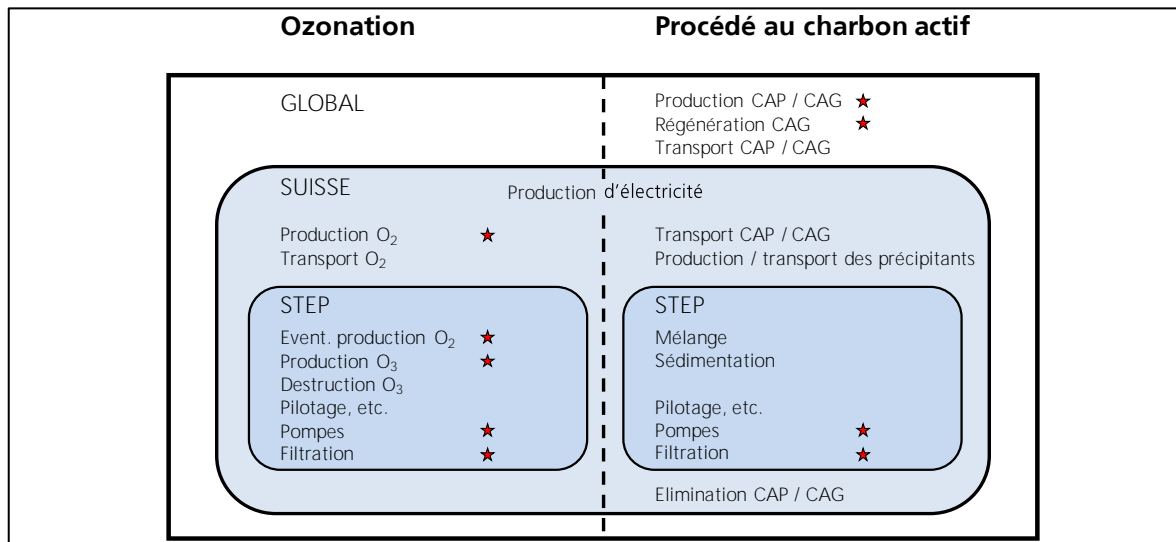 Ozonation
Procédé au charbon actif
GLOBAL
Production CAP / CAG
Régénération CAG
Transport CAP / CAG
SUISSE
Production d'électricité
Production O₂
Transport O₂
Transport CAP / CAG
Production / transport des précipitants
STEP
Event. production O₂
Production O₃
Destruction O₃
Pilotage, etc.
Pompes
Filtration
STEP
Mélange
Sédimentation
Pilotage, etc.
Pompes
Filtration
Elimination CAP / CAG